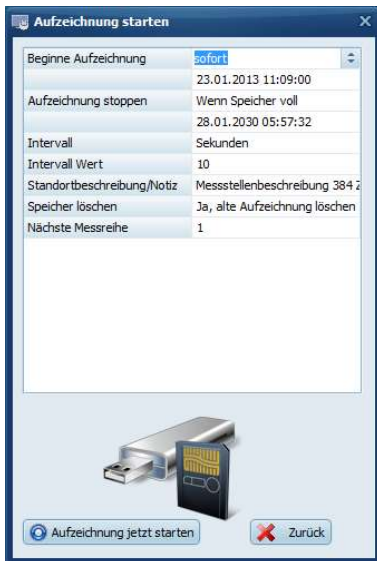 Aufzeichnung starten
Beginne Aufzeichnung sofort
23.01.2013 11:09:00
Aufzeichnung stoppen Wenn Speicher voll
28.01.2030 05:57:32
Intervall Sekunden
Intervall Wert 10
Standortbeschreibung/Notiz Messstellenbeschreibung 384 Z
Speicher löschen Ja, alte Aufzeichnung löschen
Nächste Messreihe 1
Aufzeichnung jetzt starten Zurück